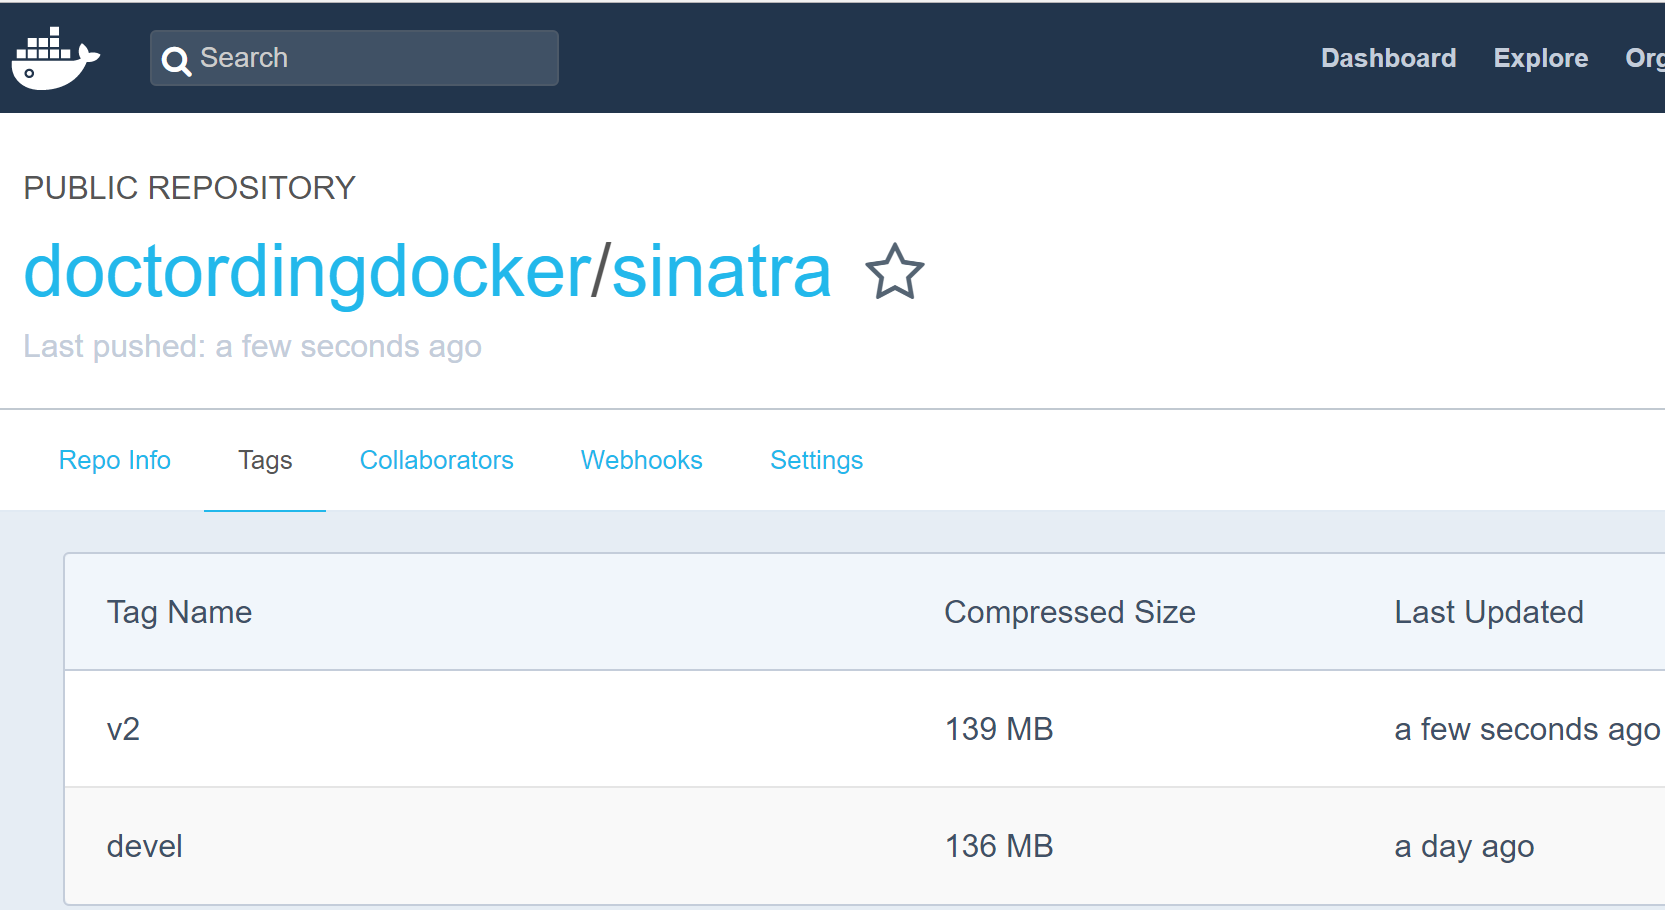 Search Dashboard Explore Org
PUBLIC REPOSITORY
doctordingdocker/sinatra
Last pushed: a few seconds ago
Repo Info Tags Collaborators Webhooks Settings
Tag Name Compressed Size Last Updated
v2 139 MB a few seconds ago
devel 136 MB a day ago